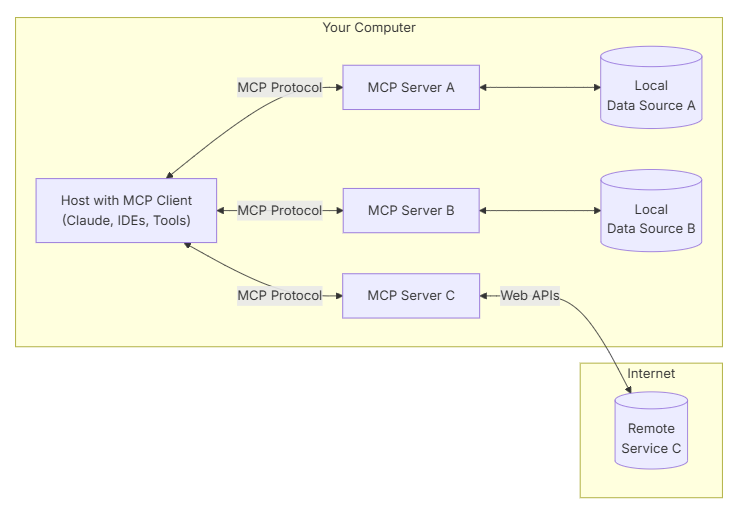 Your Computer
MCP Protocol
MCP Server A
Local
Data Source A
Host with MCP Client
(Claude, IDEs, Tools)
MCP Protocol
MCP Server B
Local
Data Source B
MCP Protocol
MCP Server C
Web APIs
Internet
Remote
Service C